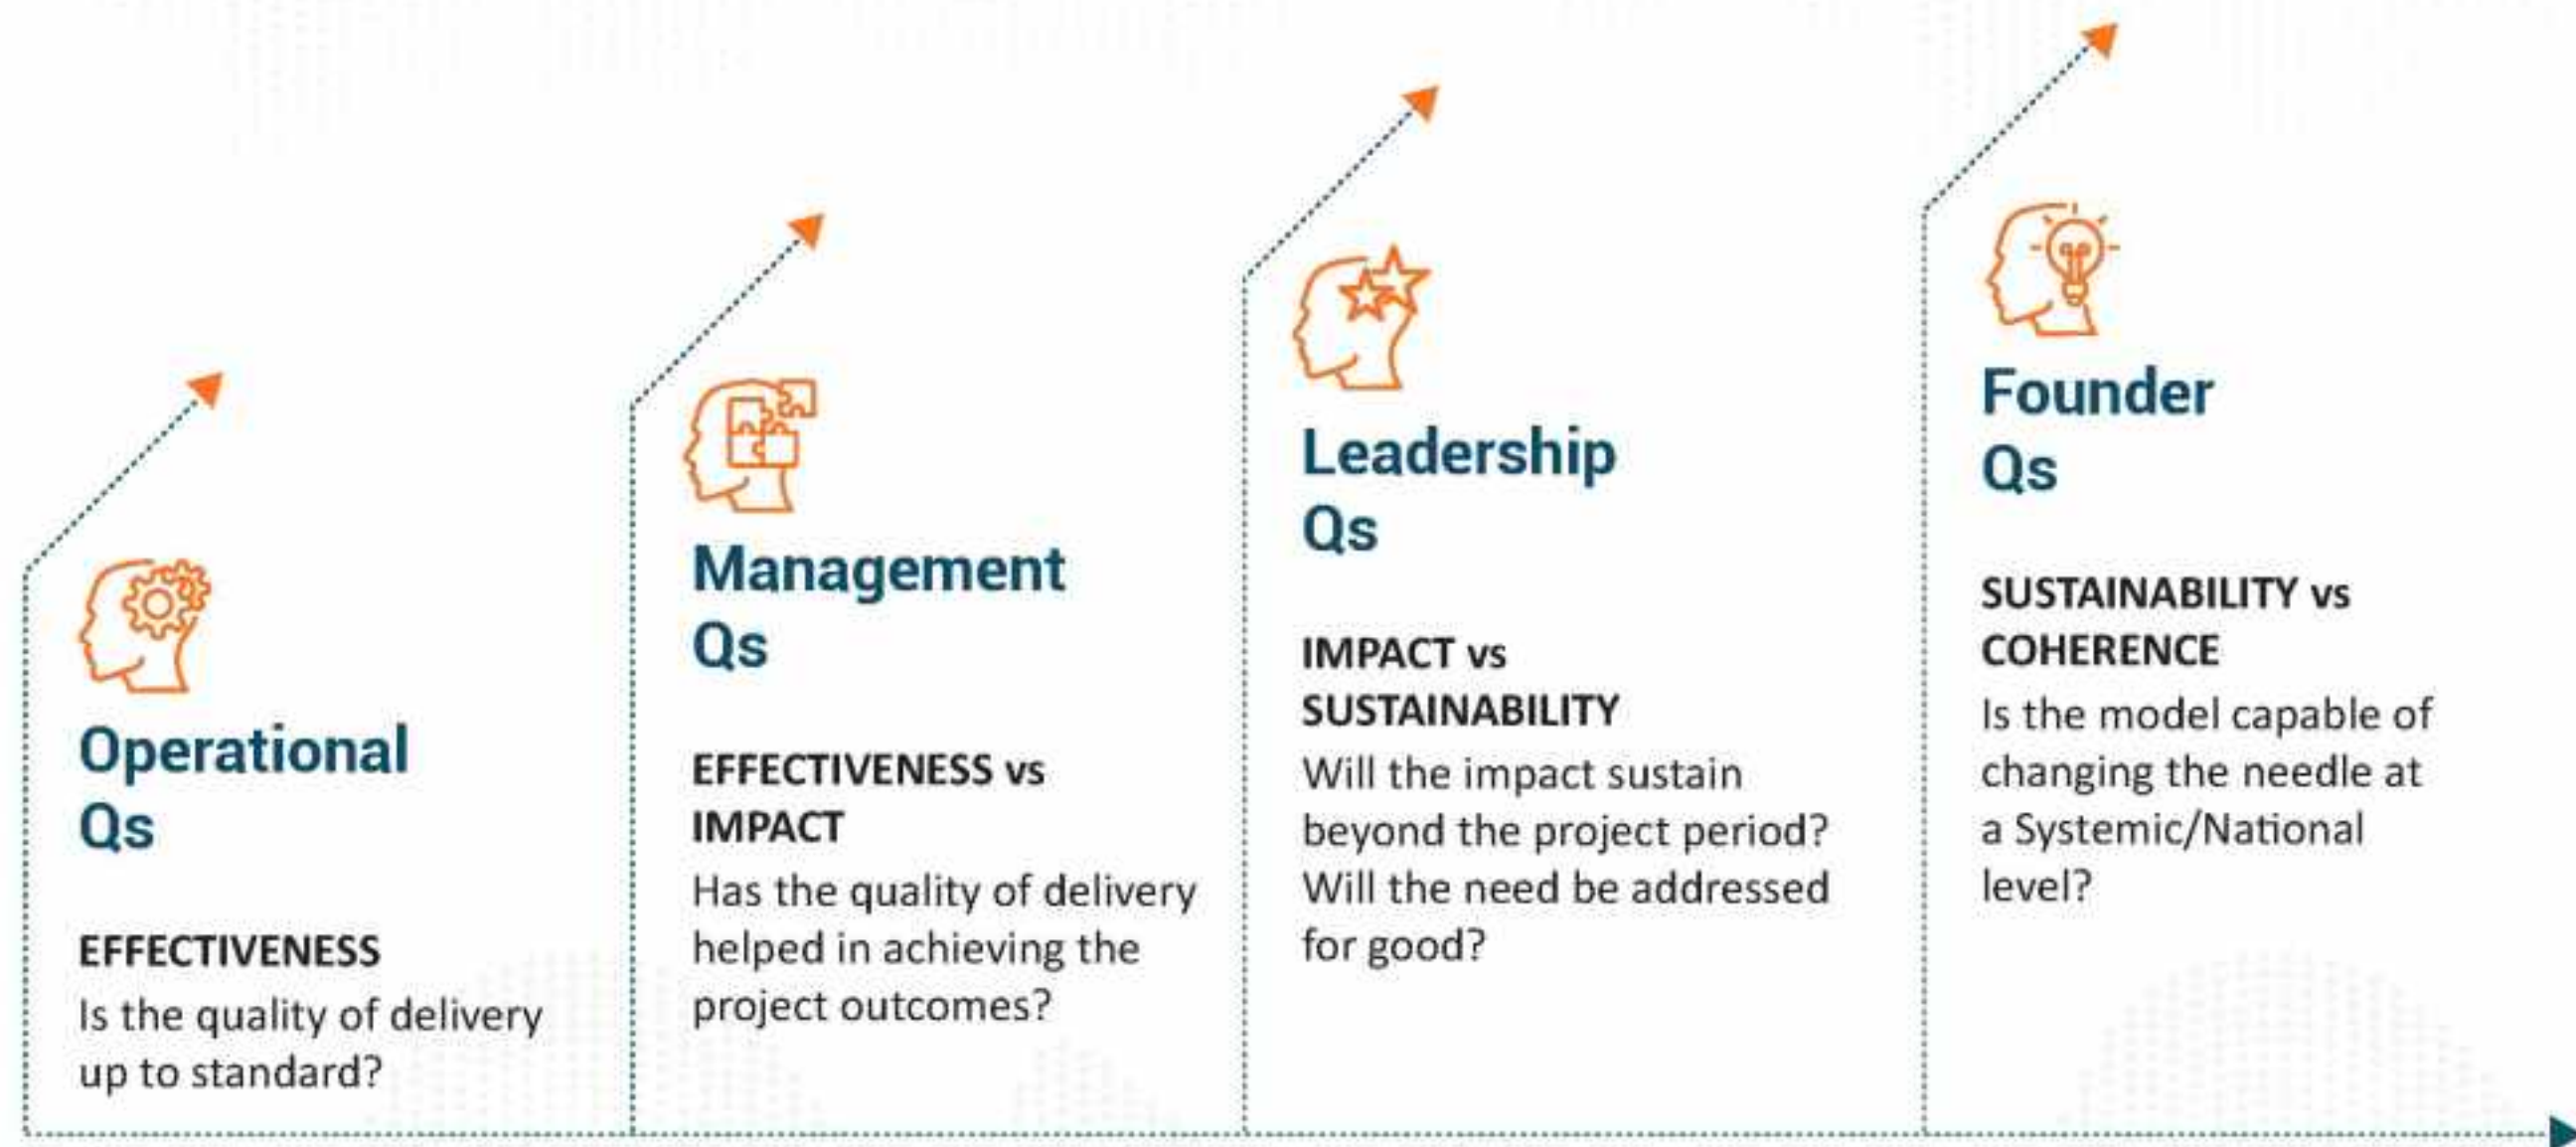 Operational
Qs
EFFECTIVENESS
Is the quality of delivery
up to standard?
Management
Qs
EFFECTIVENESS vs
IMPACT
Has the quality of delivery
helped in achieving the
project outcomes?
Leadership
Qs
IMPACT vs
SUSTAINABILITY
Will the impact sustain
beyond the project period?
Will the need be addressed
for good?
Founder
Qs
SUSTAINABILITY vs
COHERENCE
Is the model capable of
changing the needle at
a Systemic/National
level?